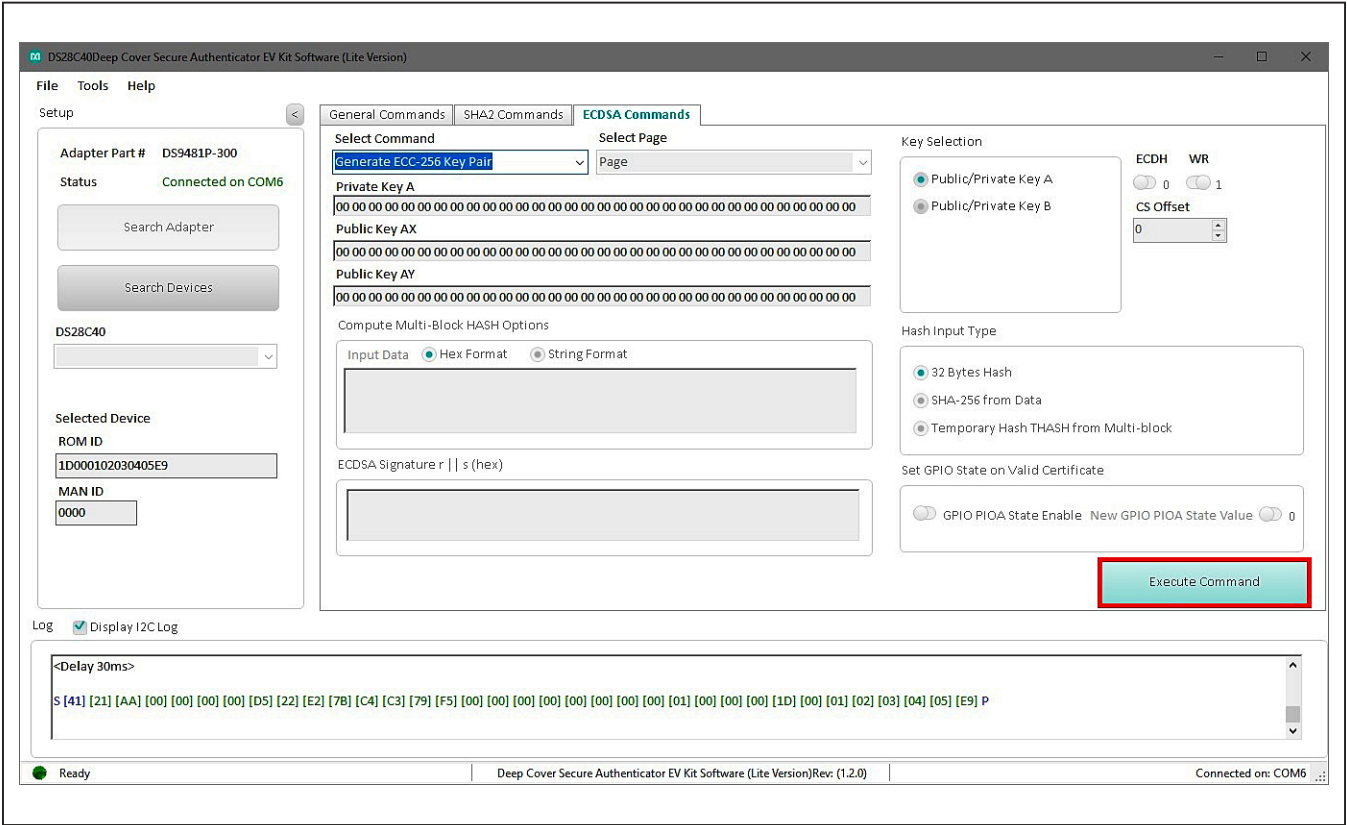 DS28C40Deep Cover Secure Authenticator EV Kit Software (Lite Version)
File Tools Help
Setup <
Adapter Part # DS9481P-300
Status Connected on COM6
Search Adapter
Search Devices
DS28C40
Selected Device
ROM ID
1D000102030405E9
MAN ID
0000
General Commands SHA2 Commands ECDSA Commands
Select Command Select Page
Generate ECC-256 Key Pair Page
Private Key A
00 00 00 00 00 00 00 00 00 00 00 00 00 00 00 00 00 00 00 00 00 00 00 00 00 00 00 00 00 00 00 00
Public Key AX
00 00 00 00 00 00 00 00 00 00 00 00 00 00 00 00 00 00 00 00 00 00 00 00 00 00 00 00 00 00 00 00
Public Key AY
00 00 00 00 00 00 00 00 00 00 00 00 00 00 00 00 00 00 00 00 00 00 00 00 00 00 00 00 00 00 00 00
Compute Multi-Block HASH Options
Input Data Hex Format String Format
ECDSA Signature r || s (hex)
Key Selection
Public/Private Key A
Public/Private Key B
ECDH WR
0 1
CS Offset
0
Hash Input Type
32 Bytes Hash
SHA-256 from Data
Temporary Hash THASH from Multi-block
Set GPIO State on Valid Certificate
GPIO PIOA State Enable New GPIO PIOA State Value 0
Execute Command
Log Display I2C Log
<Delay 30ms>
S [41] [21] [AA] [00] [00] [00] [00] [D5] [22] [E2] [7B] [C4] [C3] [79] [F5] [00] [00] [00] [00] [00] [00] [00] [00] [01] [00] [00] [00] [1D] [00] [01] [02] [03] [04] [05] [E9] P
Ready Deep Cover Secure Authenticator EV Kit Software (Lite Version)Rev: (1.2.0) Connected on: COM6